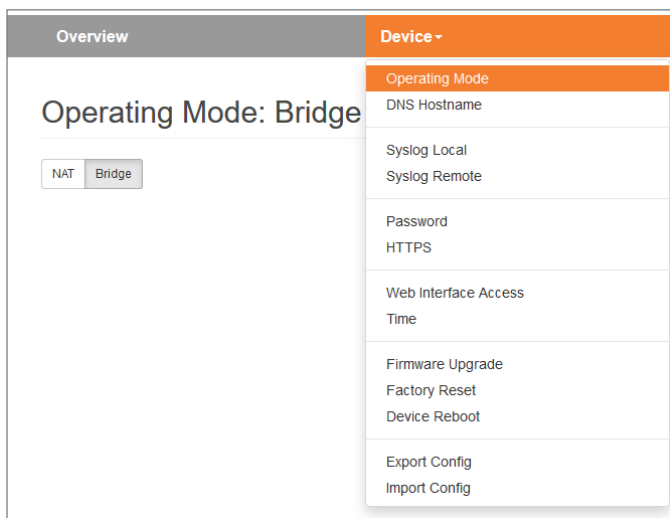 Overview
Device
Operating Mode: Bridge
NAT
Bridge
Operating Mode
DNS Hostname
Syslog Local
Syslog Remote
Password
HTTPS
Web Interface Access
Time
Firmware Upgrade
Factory Reset
Device Reboot
Export Config
Import Config